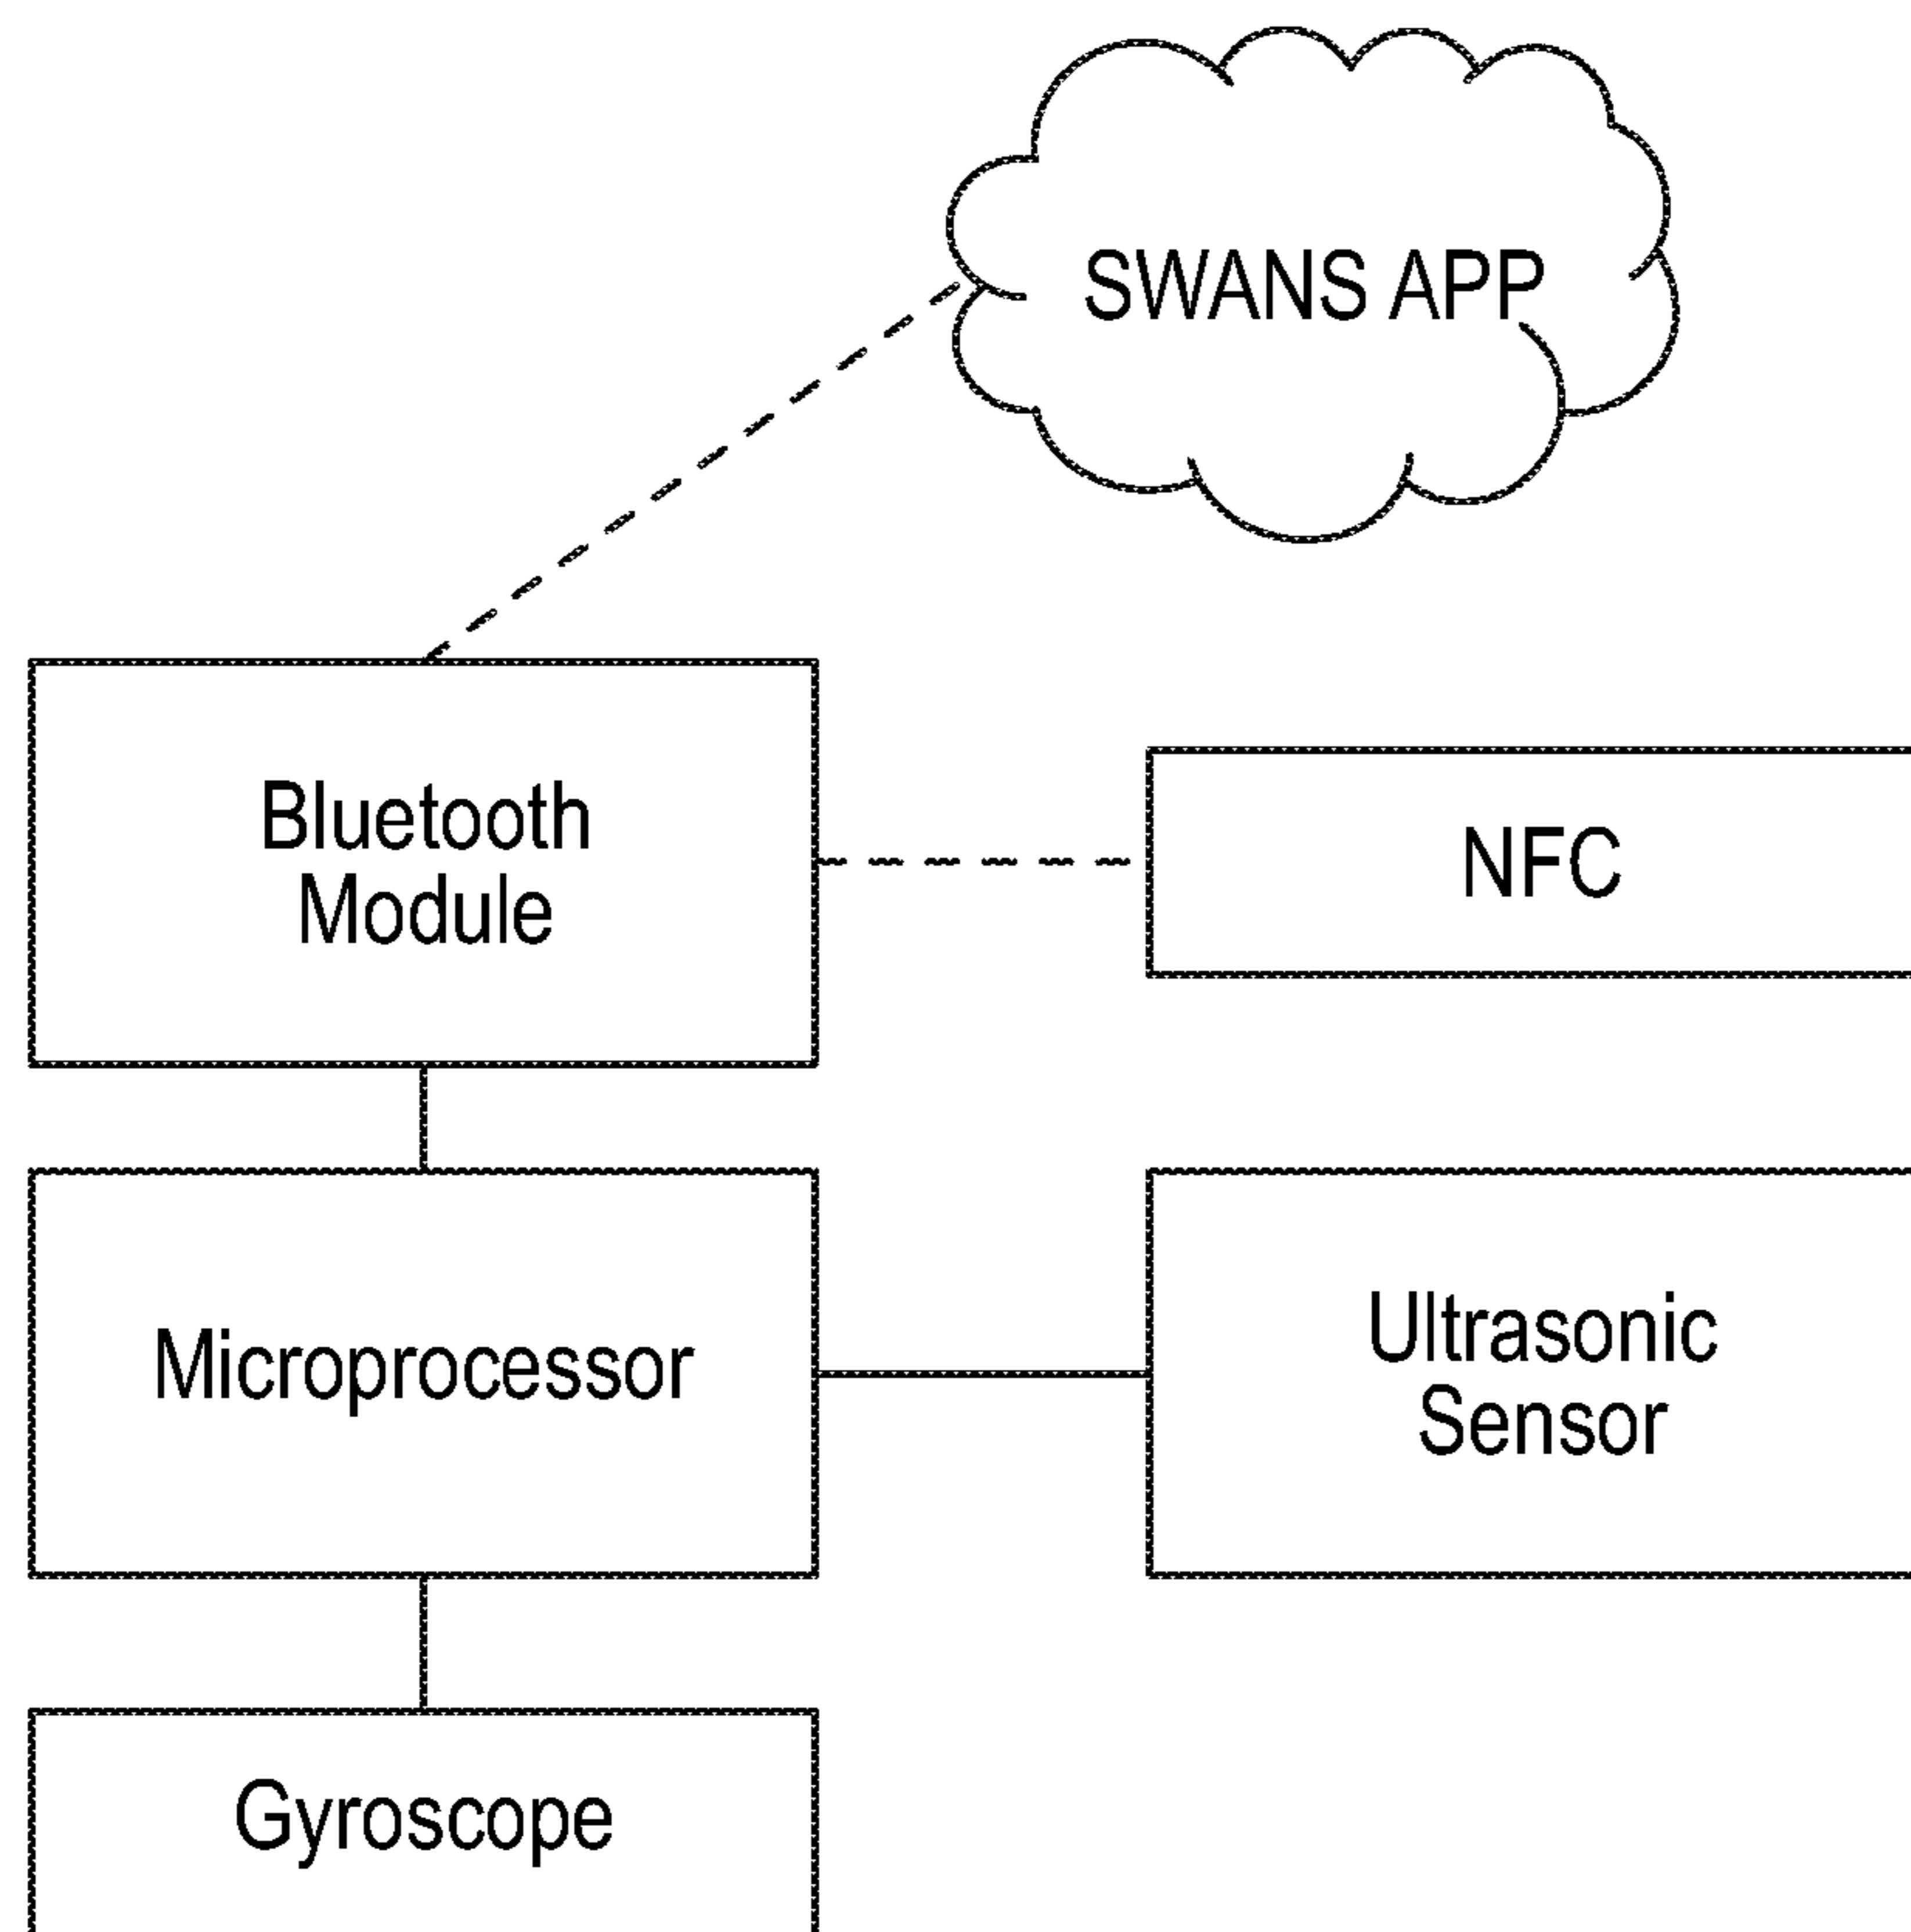 SWANS APP
Bluetooth
Module
NFC
Microprocessor
Ultrasonic
Sensor
Gyroscope